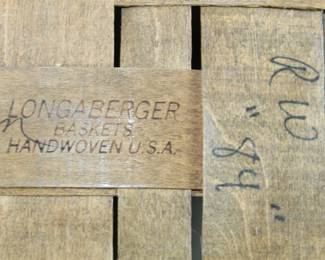 LONGABERGER
BASKETS
HANDWOVEN U.S.A.
RW
"84"